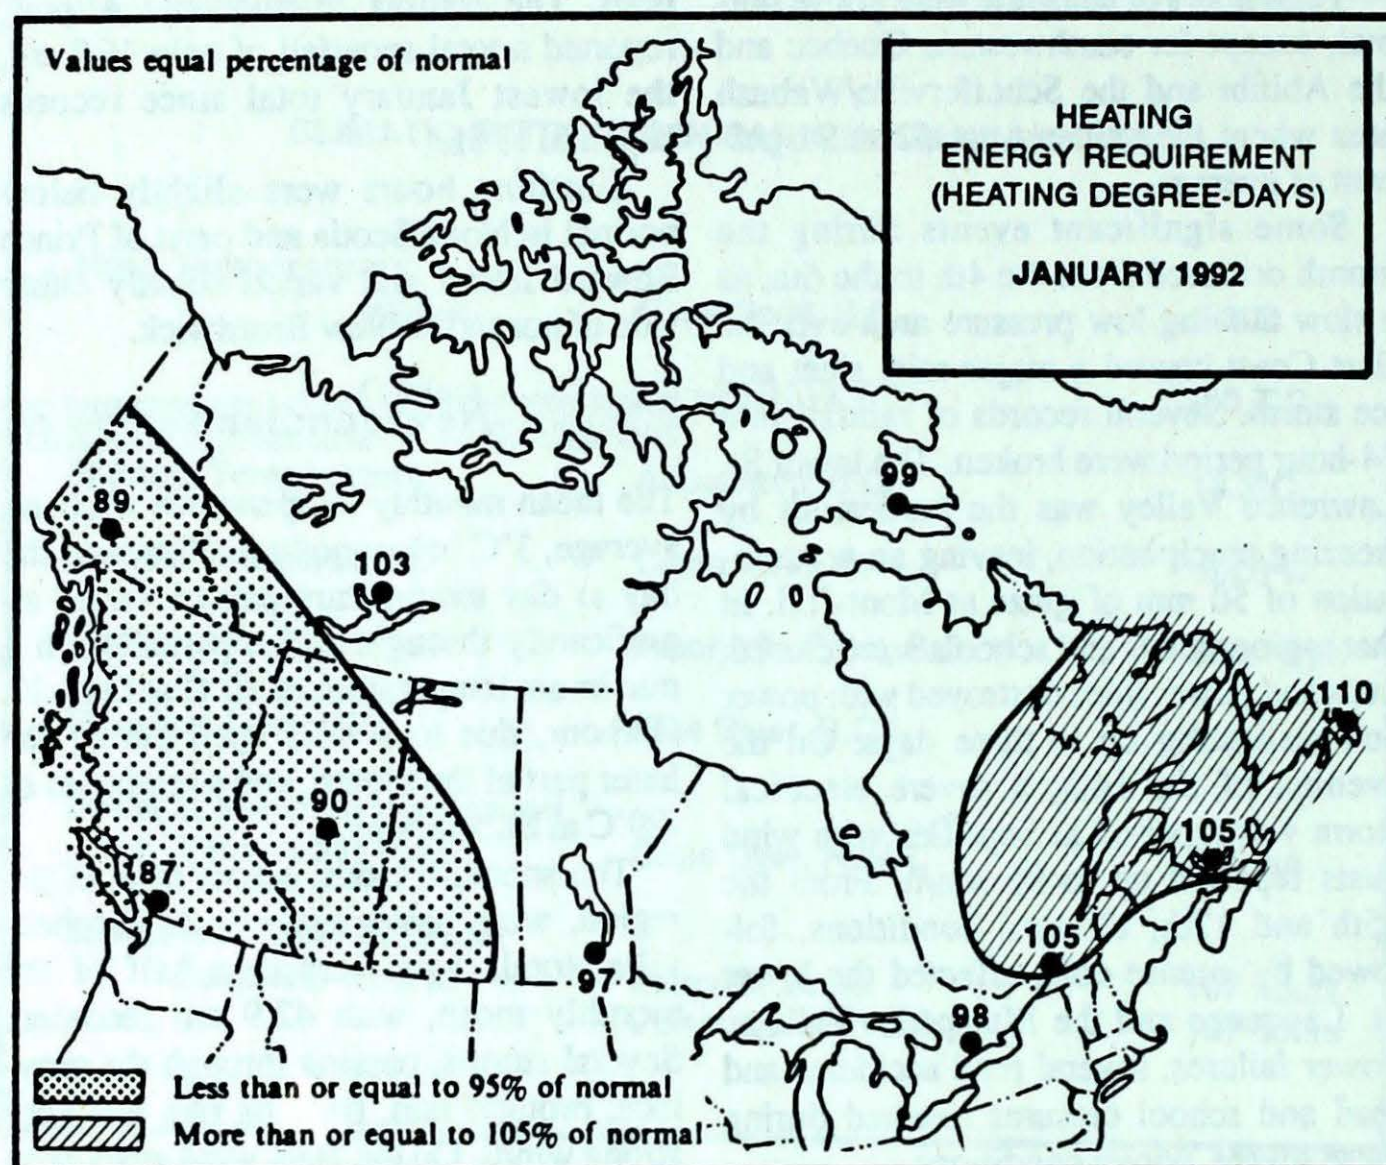 Values equal percentage of normal
HEATING
ENERGY REQUIREMENT
(HEATING DEGREE-DAYS)
JANUARY 1992
99
89
103
110
90
105
87
105
97
98
Less than or equal to 95% of normal
More than or equal to 105% of normal